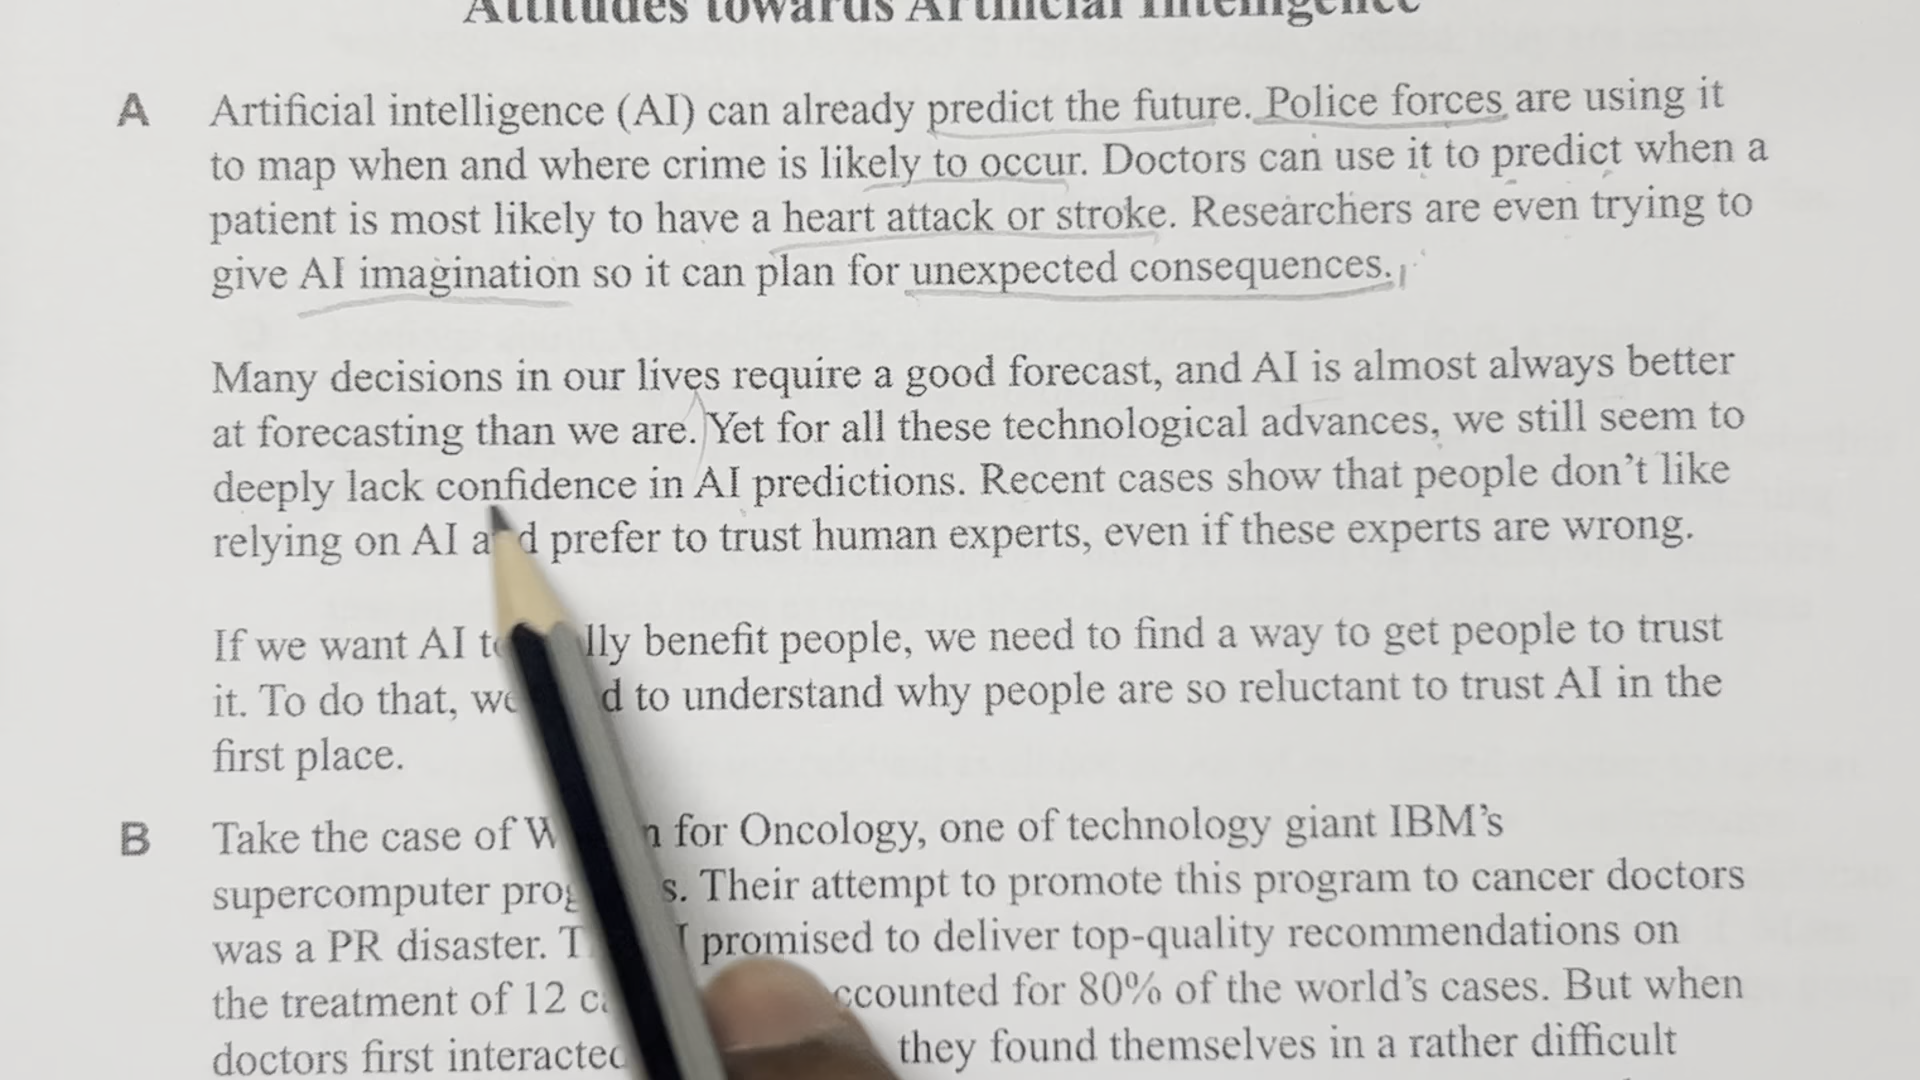 Attitudes towards Artificial Intelligence
A Artificial intelligence (AI) can already predict the future. Police forces are using it
to map when and where crime is likely to occur. Doctors can use it to predict when a
patient is most likely to have a heart attack or stroke. Researchers are even trying to
give AI imagination so it can plan for unexpected consequences.
Many decisions in our lives require a good forecast, and AI is almost always better
at forecasting than we are. Yet for all these technological advances, we still seem to
deeply lack confidence in AI predictions. Recent cases show that people don’t like
relying on AI and prefer to trust human experts, even if these experts are wrong.
If we want AI to benefit people, we need to find a way to get people to trust
it. To do that, we to understand why people are so reluctant to trust AI in the
first place.
B Take the case of for Oncology, one of technology giant IBM’s
supercomputer Their attempt to promote this program to cancer doctors
was a PR disaster. promised to deliver top-quality recommendations on
the treatment of 12 accounted for 80% of the world’s cases. But when
doctors first interacted they found themselves in a rather difficult